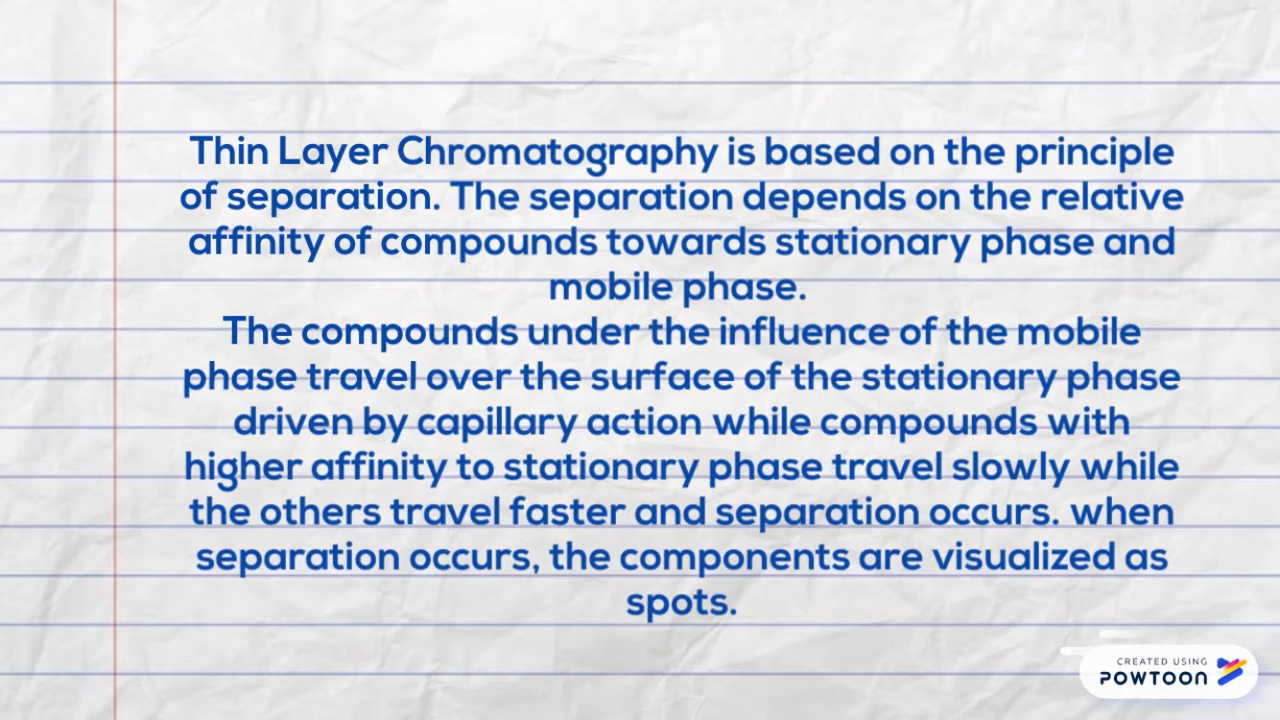 Thin Layer Chromatography is based on the principle
of separation. The separation depends on the relative
affinity of compounds towards stationary phase and
mobile phase.
The compounds under the influence of the mobile
phase travel over the surface of the stationary phase
driven by capillary action while compounds with
higher affinity to stationary phase travel slowly while
the others travel faster and separation occurs. when
separation occurs, the components are visualized as
spots.
CREATED USING
POWTOON